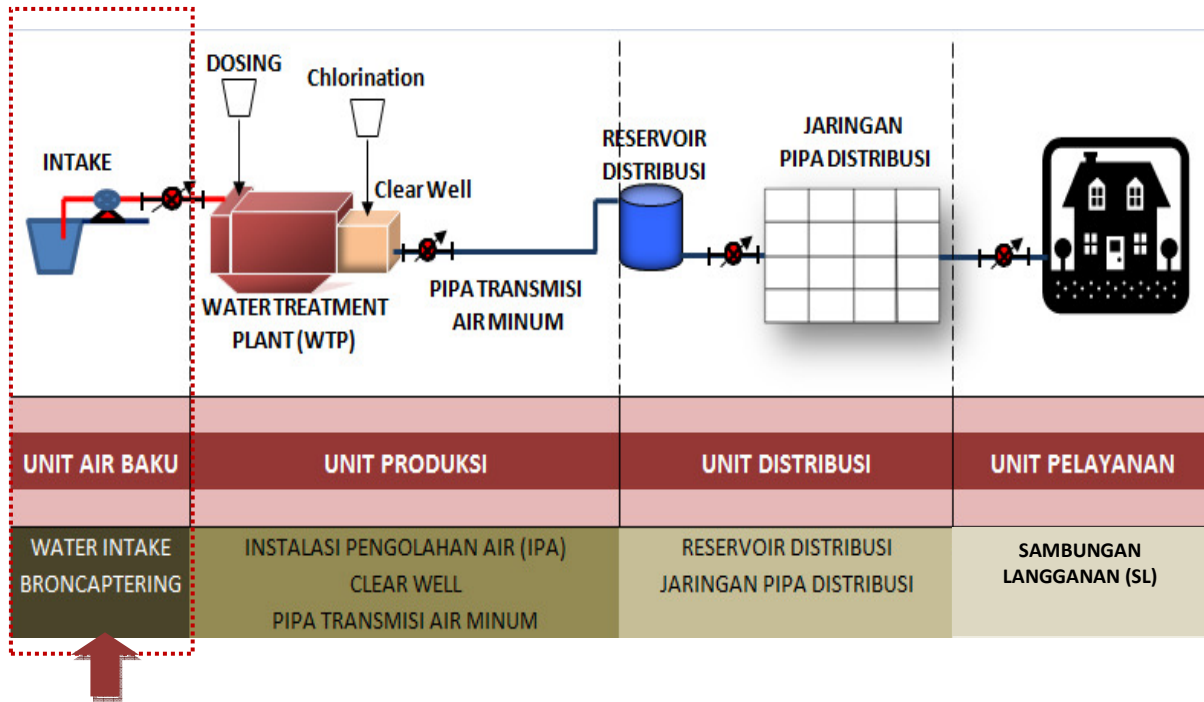 DOSING
Chlorination
INTAKE
Clear Well
WATER TREATMENT
PLANT (WTP)
PIPA TRANSMISI
AIR MINUM
RESERVOIR
DISTRIBUSI
JARINGAN
PIPA DISTRIBUSI
UNIT AIR BAKU
UNIT PRODUKSI
UNIT DISTRIBUSI
UNIT PELAYANAN
WATER INTAKE
BRONCAPTERING
INSTALASI PENGOLAHAN AIR (IPA)
CLEAR WELL
PIPA TRANSMISI AIR MINUM
RESERVOIR DISTRIBUSI
JARINGAN PIPA DISTRIBUSI
SAMBUNGAN
LANGGANAN (SL)